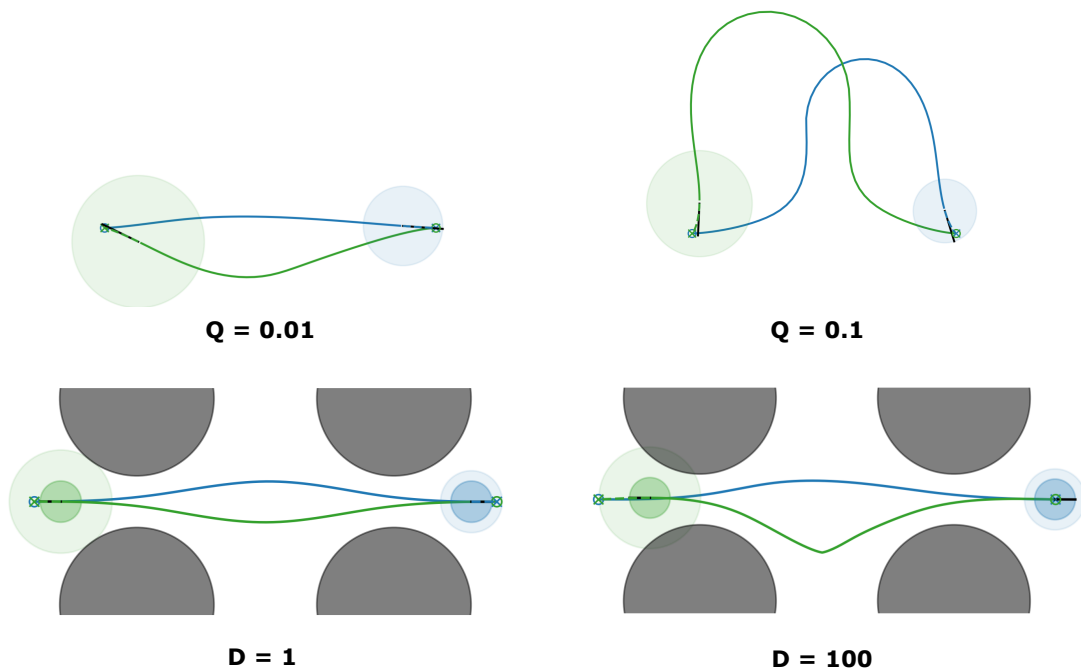 Q = 0.01
Q = 0.1
D = 1
D = 100